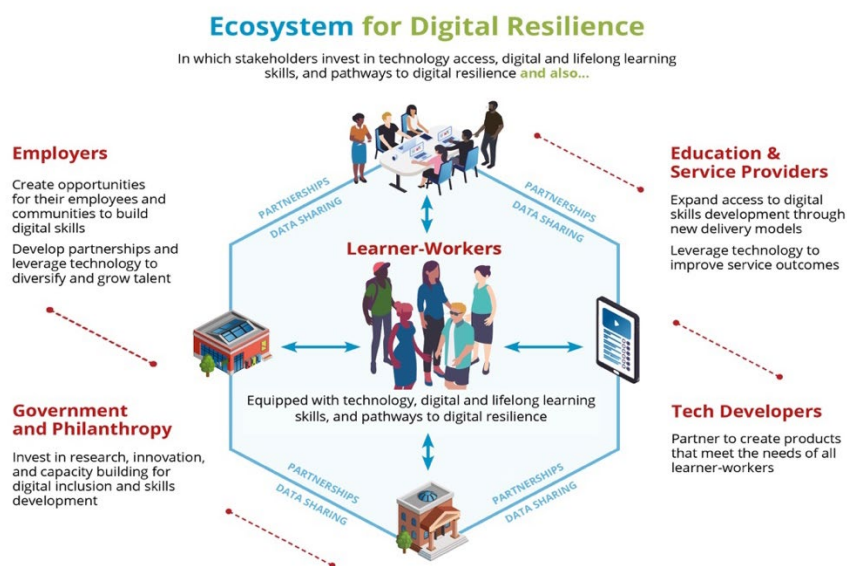 Ecosystem for Digital Resilience
In which stakeholders invest in technology access, digital and lifelong learning
skills, and pathways to digital resilience and also...
Employers
Create opportunities
for their employees and
communities to build
digital skills
Develop partnerships and
leverage technology to
diversify and grow talent
Education &
Service Providers
Expand access to digital
skills development through
new delivery models
Leverage technology to
improve service outcomes
PARTNERSHIPS
DATA SHARING
PARTNERSHIPS
DATA SHARING
Learner-Workers
Equipped with technology, digital and lifelong learning
skills, and pathways to digital resilience
Government
and Philanthropy
Invest in research, innovation,
and capacity building for
digital inclusion and skills
development
Tech Developers
Partner to create products
that meet the needs of all
learner-workers
PARTNERSHIPS
DATA SHARING
PARTNERSHIPS
DATA SHARING